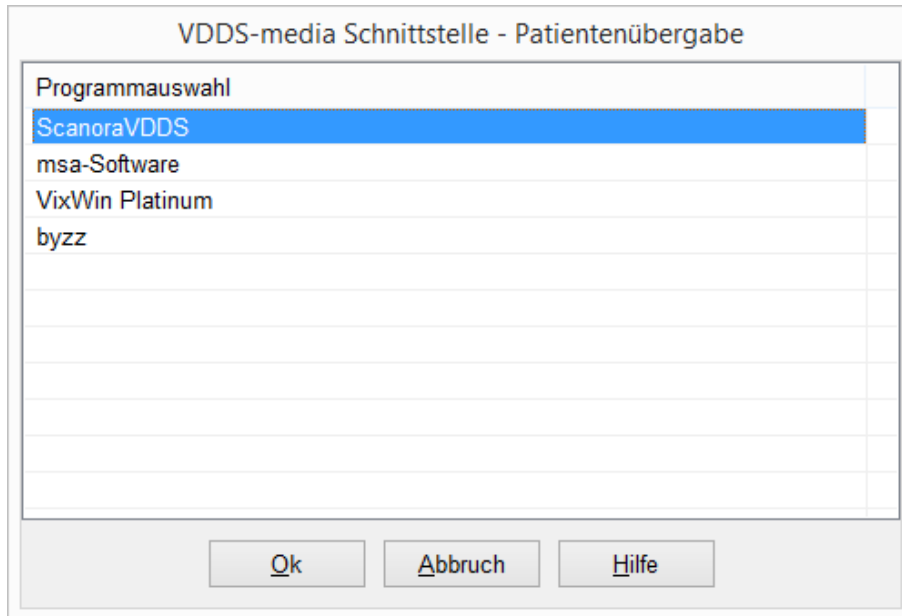 VDDS-media Schnittstelle - Patientenübergabe
Programmauswahl
ScanoraVDDS
msa-Software
VixWin Platinum
byzz
Ok Abbruch Hilfe